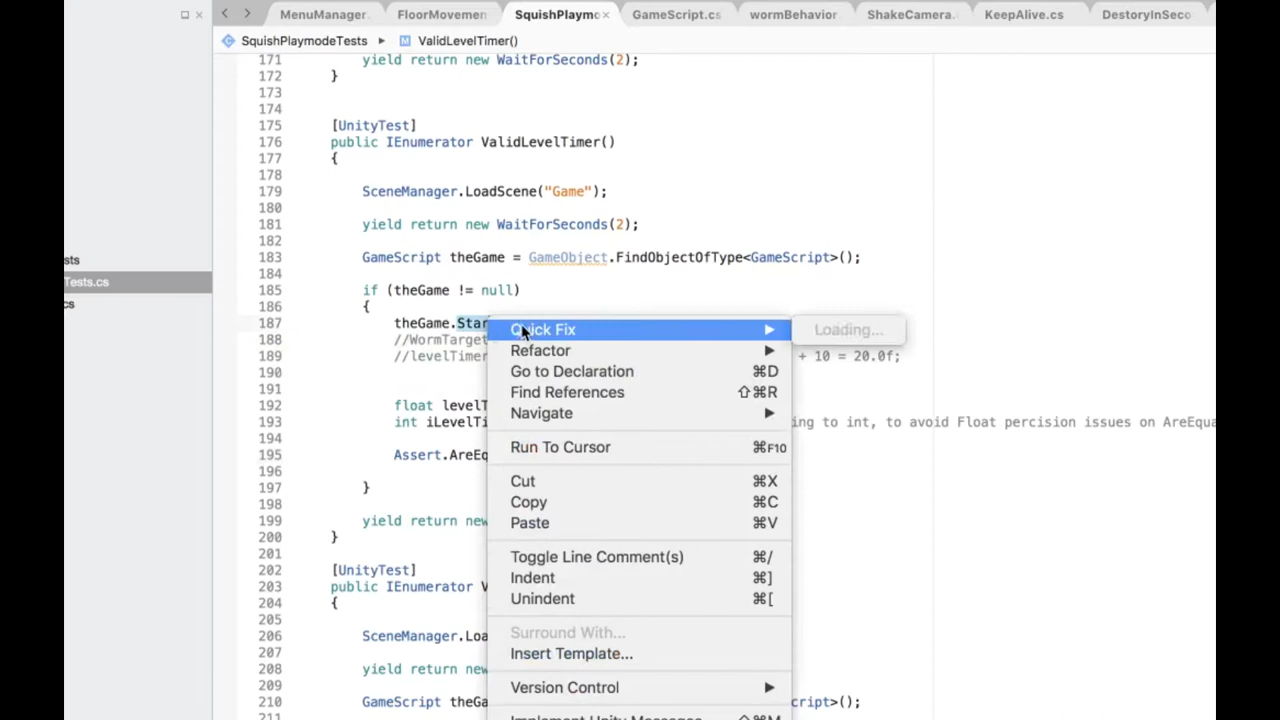 MenuManager. FloorMovemen SquishPlaymo× GameScript.cs wormBehavior ShakeCamera. KeepAlive.cs DestoryInSeco
SquishPlaymodeTests ▸ M ValidLevelTimer()
171 yield return new WaitForSeconds(2);
172 }
173
174
175 [UnityTest]
176 public IEnumerator ValidLevelTimer()
177 {
178
179 SceneManager.LoadScene("Game");
180
181 yield return new WaitForSeconds(2);
182
sts
183 GameScript theGame = GameObject.FindObjectOfType<GameScript>();
184
Tests.cs
185 if (theGame != null)
186 {
cs
187 theGame.Star
188 //WormTarget
189 //levelTimer + 10 = 20.0f;
190
191
192 float levelT
193 int iLevelTi ing to int, to avoid Float percision issues on AreEqua
194
195 Assert.AreEq
196
197 }
198
199 yield return new
200 }
201
202 [UnityTest]
203 public IEnumerator V
204 {
205
206 SceneManager.Loa
207
208 yield return new
209
210 GameScript theGa cript>();
211
Quick Fix ▶ Loading...
Refactor ▶
Go to Declaration ⌘D
Find References ⇧⌘R
Navigate ▶
Run To Cursor ⌘F10
Cut ⌘X
Copy ⌘C
Paste ⌘V
Toggle Line Comment(s) ⌘/
Indent ⌘]
Unindent ⌘[
Surround With...
Insert Template...
Version Control ▶
Implement Unity Messages ⇧⌘M